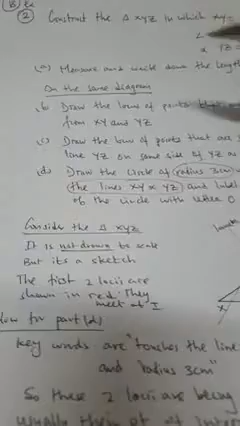 ② Construct the Δ XYZ in which XY =
YZ =
(a) Measure and write down the length
On the same diagram
(b) Draw the locus of points
from XY and YZ
(c) Draw the locus of points that are
line YZ on same side of YZ as
(d) Draw the circle of radius 3cm
the lines XY & YZ and label
of the circle with letter O
Consider the Δ XYZ
It is not drawn to scale
But its a sketch
The first 2 locii are
shown in red. They
meet at I
X
Now for part (d)
Key words are "touches the line
and "radius 3cm"
So these 2 locii are being